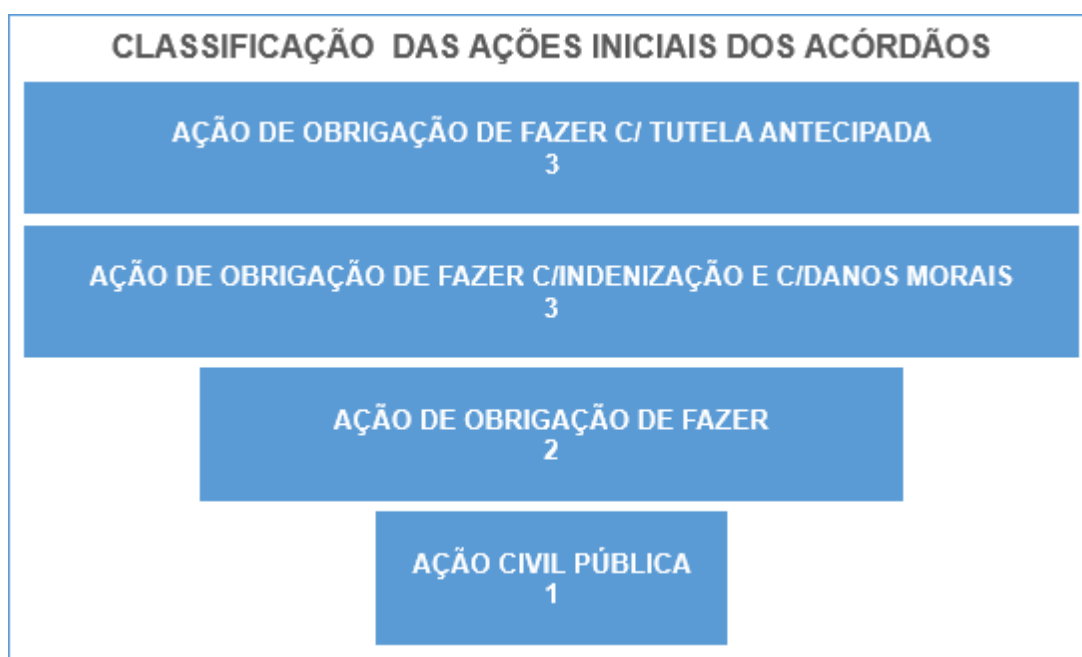 CLASSIFICAÇÃO DAS AÇÕES INICIAIS DOS ACÓRDÃOS
AÇÃO DE OBRIGAÇÃO DE FAZER C/ TUTELA ANTECIPADA
3
AÇÃO DE OBRIGAÇÃO DE FAZER C/INDENIZAÇÃO E C/DANOS MORAIS
3
AÇÃO DE OBRIGAÇÃO DE FAZER
2
AÇÃO CIVIL PÚBLICA
1